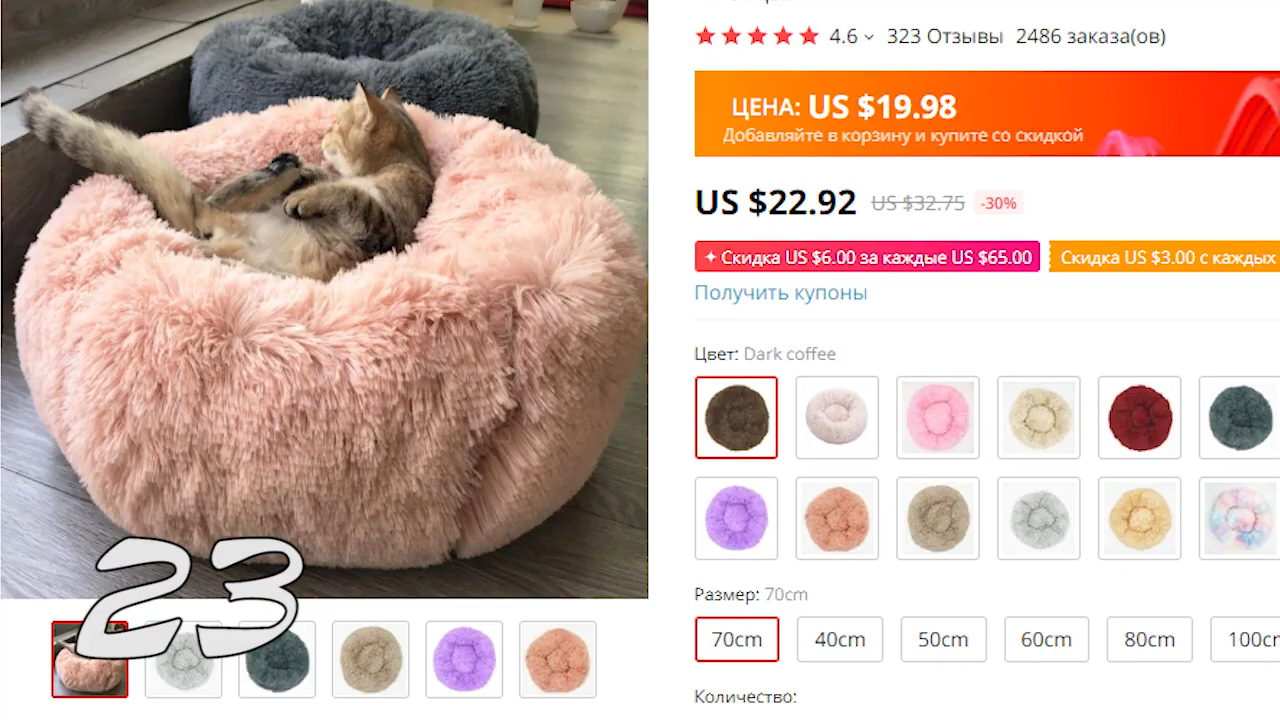 4.6 323 Отзывы 2486 заказа(ов)
ЦЕНА: US $19.98
Добавляйте в корзину и купите со скидкой
US $22.92 US $32.75 -30%
Скидка US $6.00 за каждые US $65.00 Скидка US $3.00 с каждых
Получить купоны
Цвет: Dark coffee
Размер: 70cm
70cm 40cm 50cm 60cm 80cm
Количество:
23